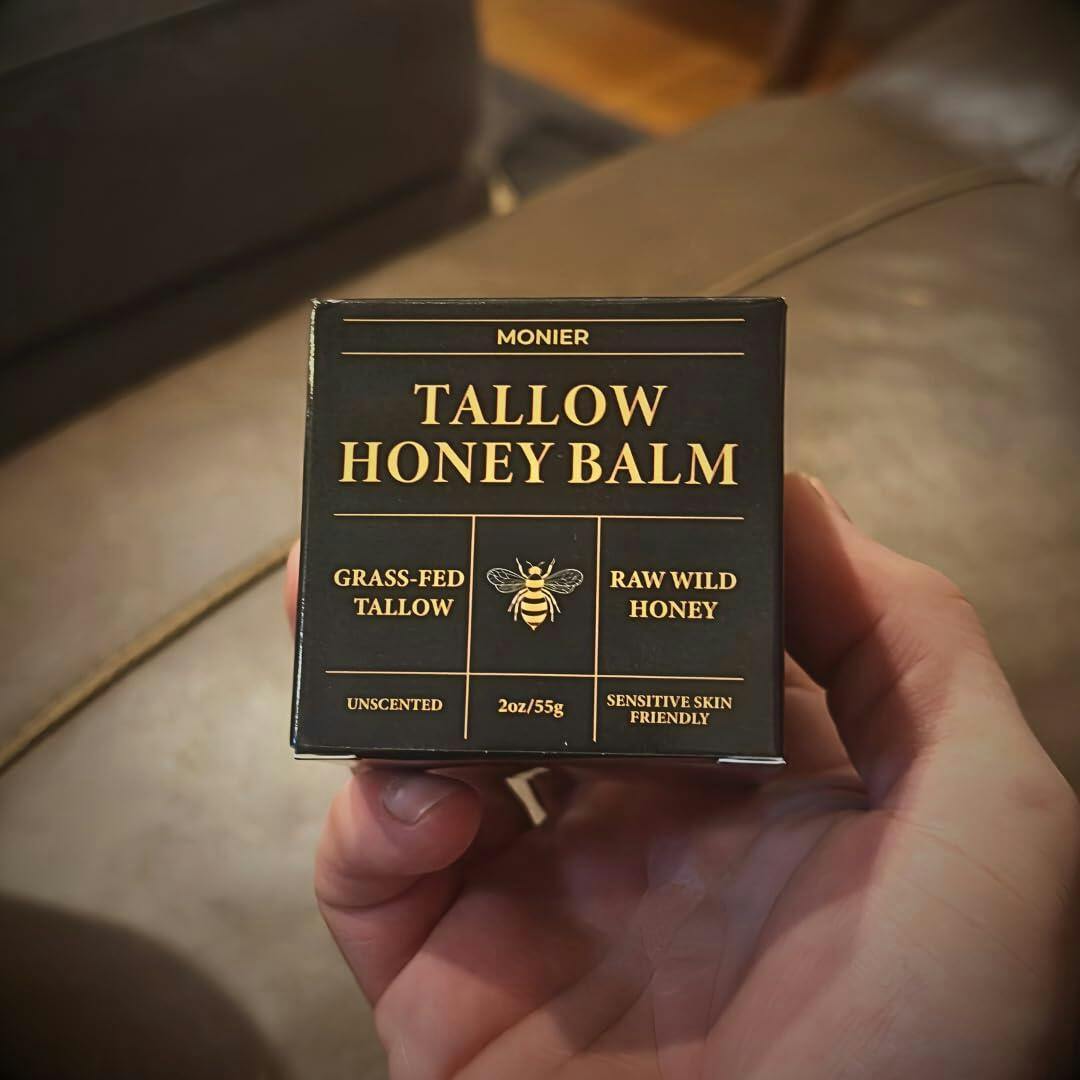 MONIER
TALLOW
HONEY BALM
GRASS-FED
TALLOW
RAW WILD
HONEY
UNSCENTED
2oz/55g
SENSITIVE SKIN
FRIENDLY